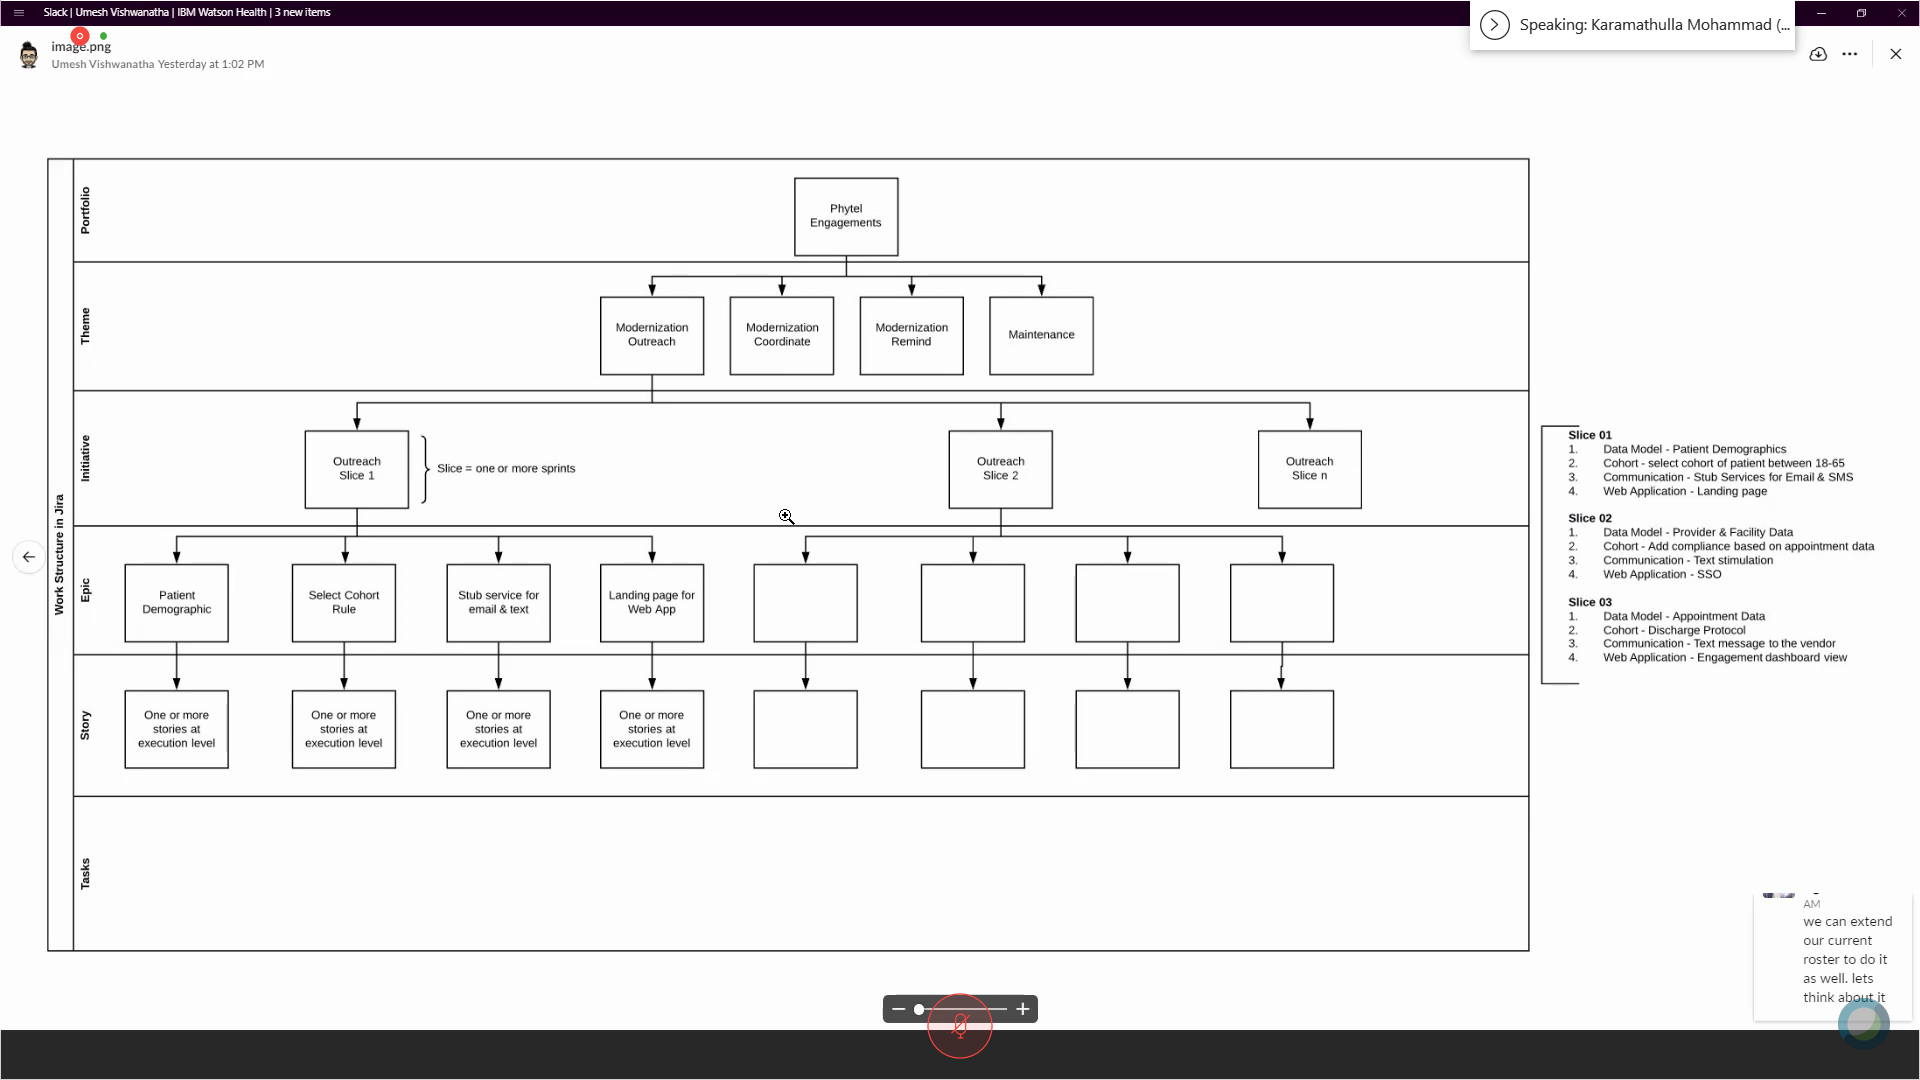 Slack | Umesh Vishwanatha | IBM Watson Health | 3 new items
Speaking: Karamathulla Mohammad (...
image.png
Umesh Vishwanatha Yesterday at 1:02 PM
Work Structure in Jira
Portfolio
Phytel
Engagements
Theme
Modernization
Outreach
Modernization
Coordinate
Modernization
Remind
Maintenance
Initiative
Outreach
Slice 1
Slice = one or more sprints
Outreach
Slice 2
Outreach
Slice n
Epic
Patient
Demographic
Select Cohort
Rule
Stub service for
email & text
Landing page for
Web App
Story
One or more
stories at
execution level
One or more
stories at
execution level
One or more
stories at
execution level
One or more
stories at
execution level
Tasks
Slice 01
1. Data Model - Patient Demographics
2. Cohort - select cohort of patient between 18-65
3. Communication - Stub Services for Email & SMS
4. Web Application - Landing page
Slice 02
1. Data Model - Provider & Facility Data
2. Cohort - Add compliance based on appointment data
3. Communication - Text stimulation
4. Web Application - SSO
Slice 03
1. Data Model - Appointment Data
2. Cohort - Discharge Protocol
3. Communication - Text message to the vendor
4. Web Application - Engagement dashboard view
AM
we can extend
our current
roster to do it
as well. lets
think about it